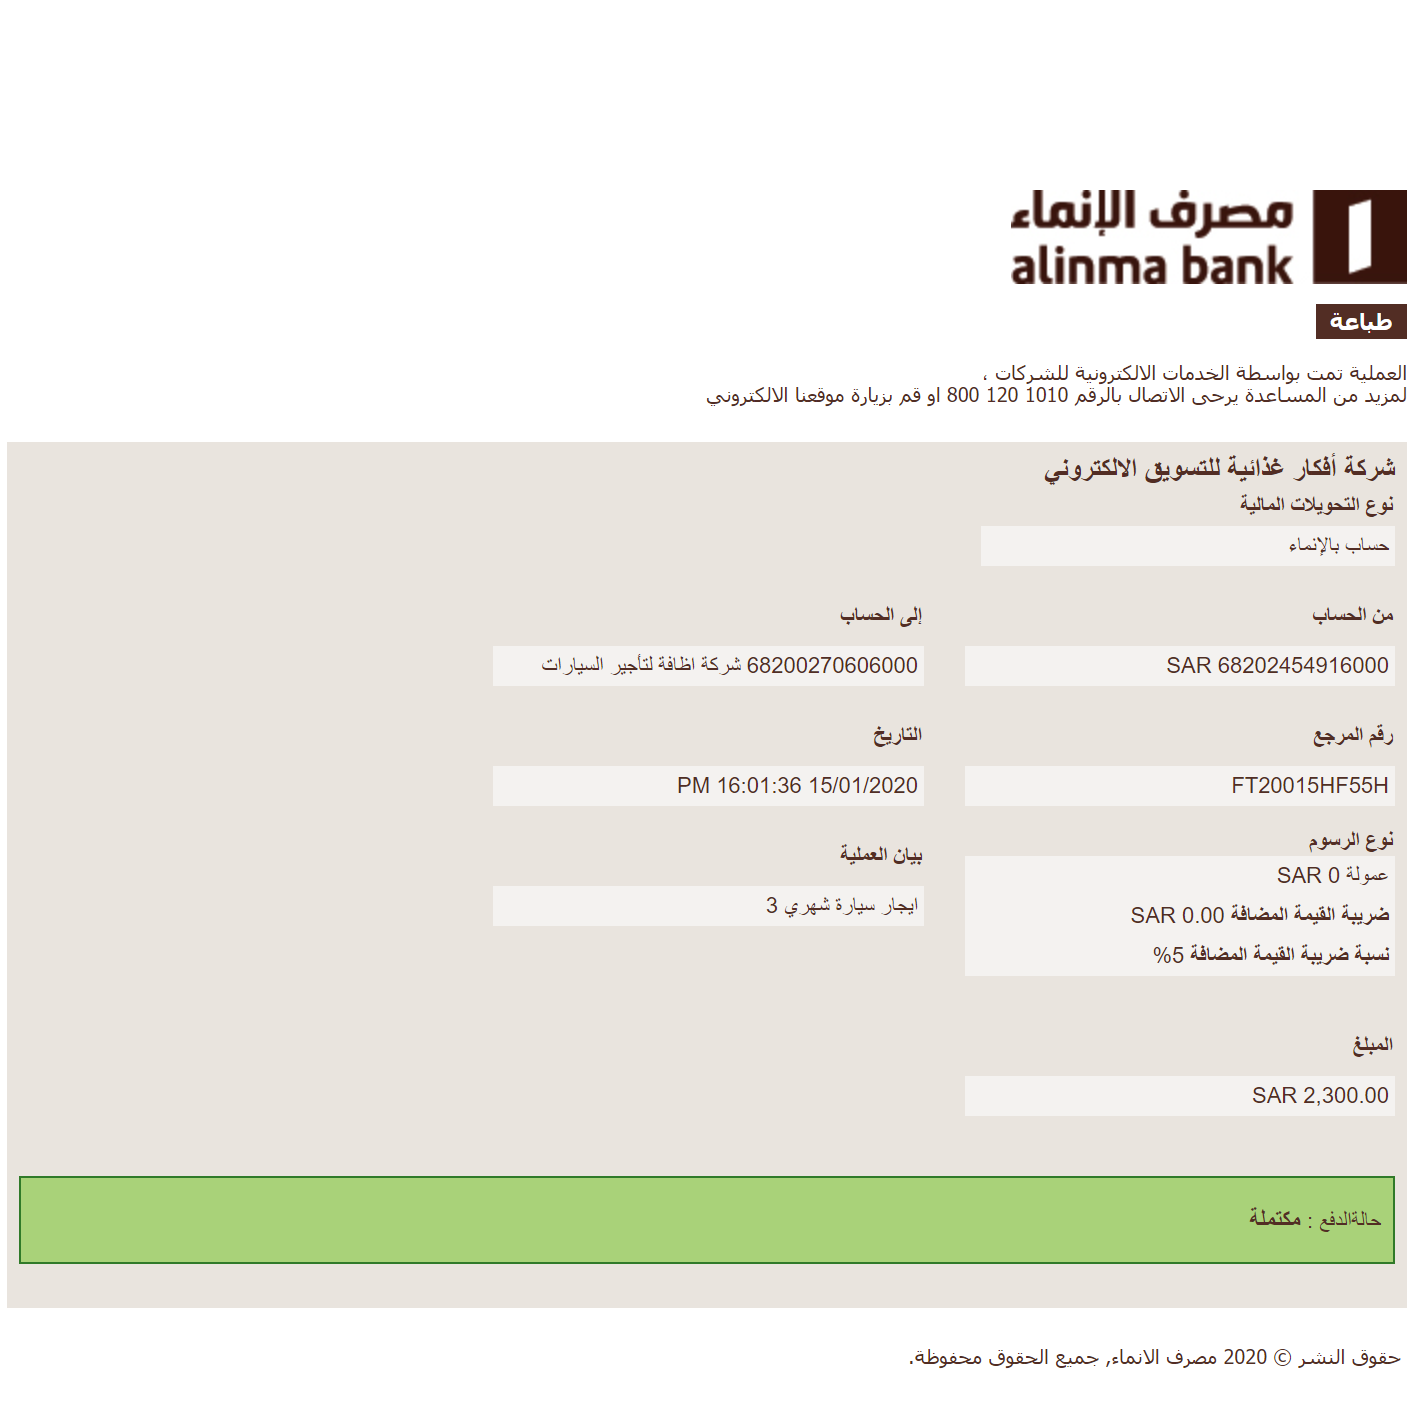 مصرف الإنماء
alinma bank
طباعة
العملية تمت بواسطة الخدمات الالكترونية للشركات ،
لمزيد من المساعدة يرحى الاتصال بالرقم 1010 120 800 او قم بزيارة موقعنا الالكتروني
شركة أفكار غذائية للتسويق الالكتروني
نوع التحويلات المالية
حساب بالإنماء
من الحساب
SAR 68202454916000
إلى الحساب
68200270606000 شركة اظافة لتأجير السيارات
رقم المرجع
FT20015HF55H
التاريخ
PM 16:01:36 15/01/2020
نوع الرسوم
عمولة SAR 0
ضريبة القيمة المضافة SAR 0.00
نسبة ضريبة القيمة المضافة 5%
بيان العملية
ايجار سيارة شهري 3
المبلغ
SAR 2,300.00
حالةالدفع : مكتملة
حقوق النشر © 2020 مصرف الانماء, جميع الحقوق محفوظة.